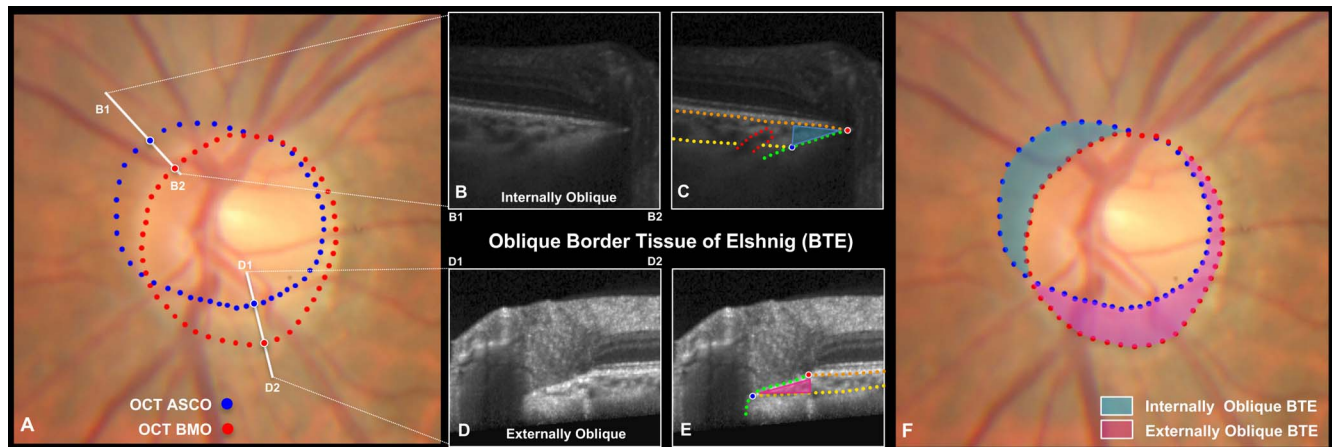 B1
B2
D1
D2
A
OCT ASCO
OCT BMO
B
Internally Oblique
C
B1
B2
Oblique Border Tissue of Elshnig (BTE)
D1
D2
D
Externally Oblique
E
F
Internally Oblique BTE
Externally Oblique BTE